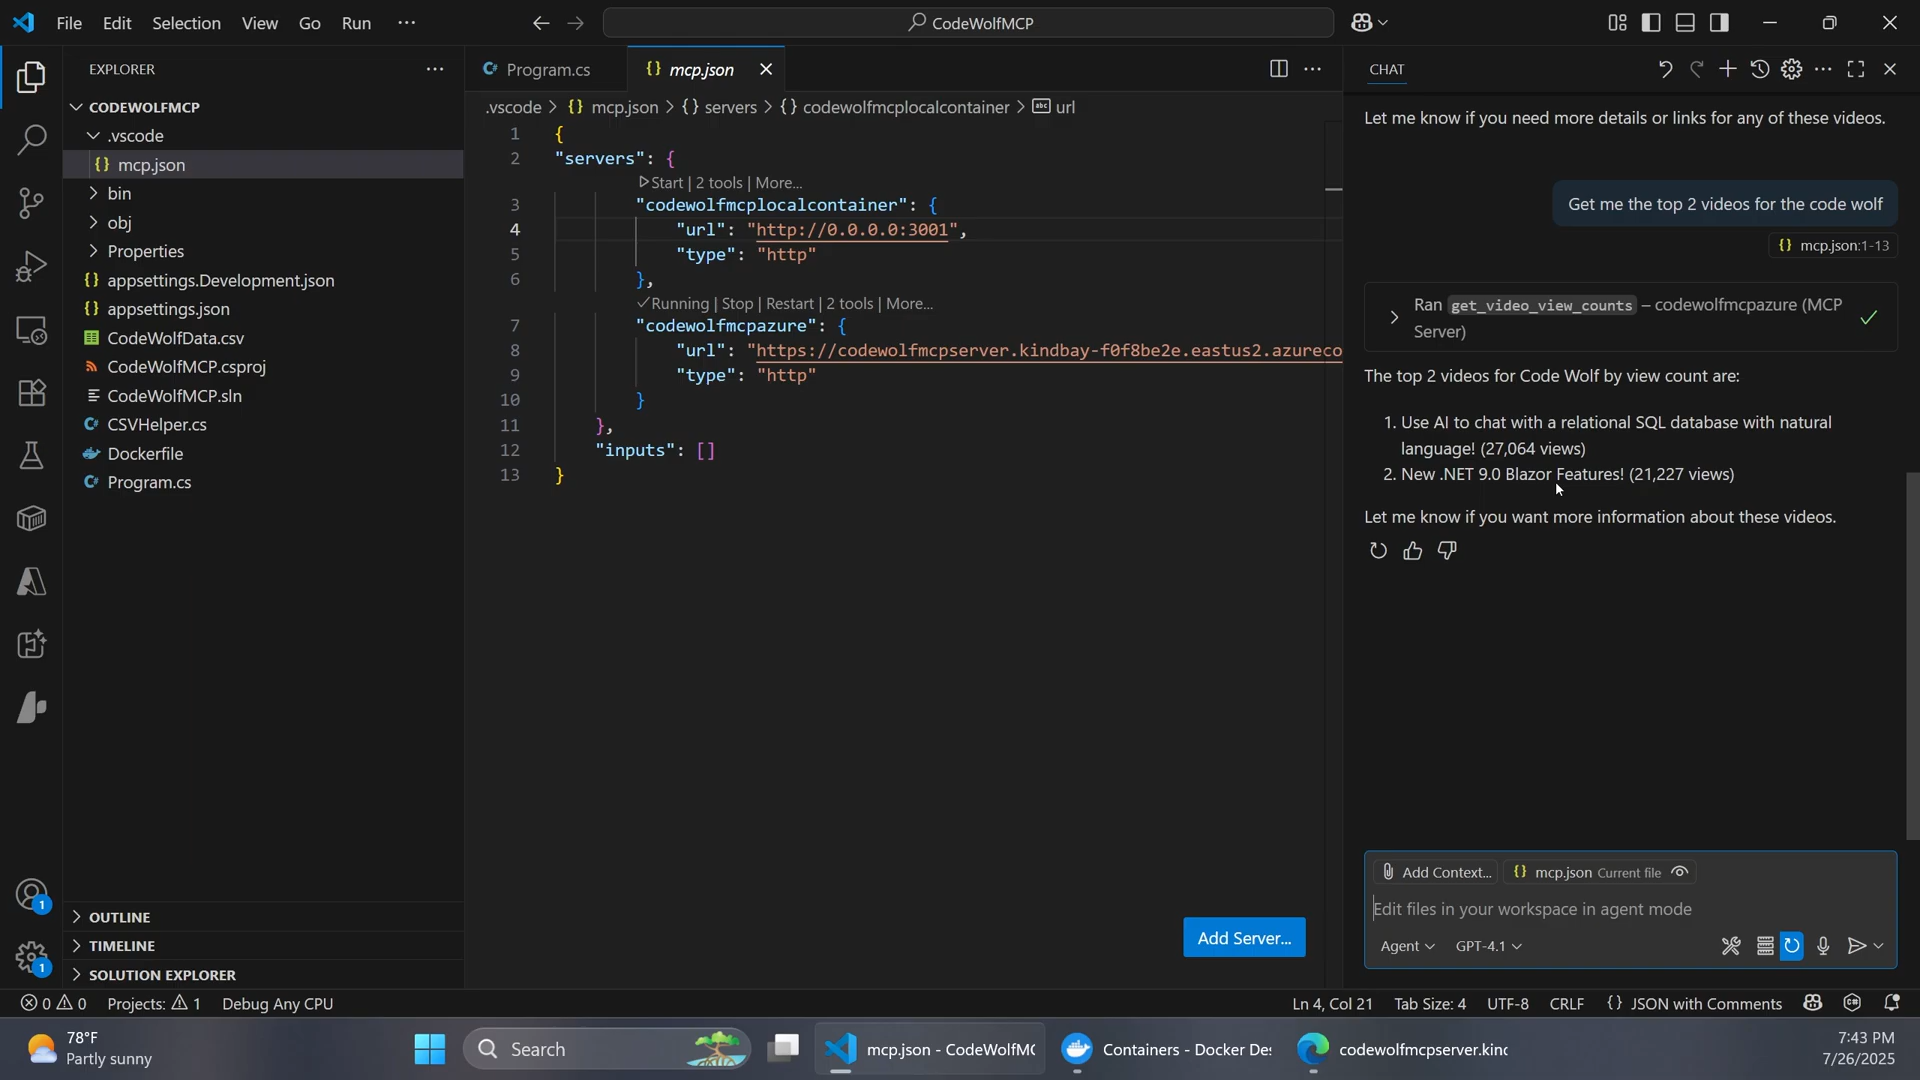 File Edit Selection View Go Run ···
CodeWolfMCP
EXPLORER
CODEWOLFMCP
.vscode
mcp.json
bin
obj
Properties
appsettings.Development.json
appsettings.json
CodeWolfData.csv
CodeWolfMCP.csproj
CodeWolfMCP.sln
CSVHelper.cs
Dockerfile
Program.cs
OUTLINE
TIMELINE
SOLUTION EXPLORER
1
1
Program.cs
mcp.json
.vscode > {} mcp.json > {} servers > {} codewolfmcplocalcontainer > abc url
1 {
2 "servers": {
Start | 2 tools | More...
3 "codewolfmcplocalcontainer": {
4 "url": "http://0.0.0.0:3001",
5 "type": "http"
6 },
✓Running | Stop | Restart | 2 tools | More...
7 "codewolfmcpazure": {
8 "url": "https://codewolfmcpserver.kindbay-f0f8be2e.eastus2.azureco
9 "type": "http"
10 }
11 },
12 "inputs": []
13 }
Add Server...
CHAT
Let me know if you need more details or links for any of these videos.
Get me the top 2 videos for the code wolf
{} mcp.json:1-13
Ran get_video_view_counts – codewolfmcpazure (MCP
Server)
The top 2 videos for Code Wolf by view count are:
1. Use AI to chat with a relational SQL database with natural
language! (27,064 views)
2. New .NET 9.0 Blazor Features! (21,227 views)
Let me know if you want more information about these videos.
Add Context... {} mcp.json Current file
Edit files in your workspace in agent mode
Agent GPT-4.1
0 0 Projects: 1 Debug Any CPU
Ln 4, Col 21 Tab Size: 4 UTF-8 CRLF {} JSON with Comments
78°F
Partly sunny
Search
mcp.json - CodeWolfMC
Containers - Docker Des
codewolfmcpserver.kind
7:43 PM
7/26/2025